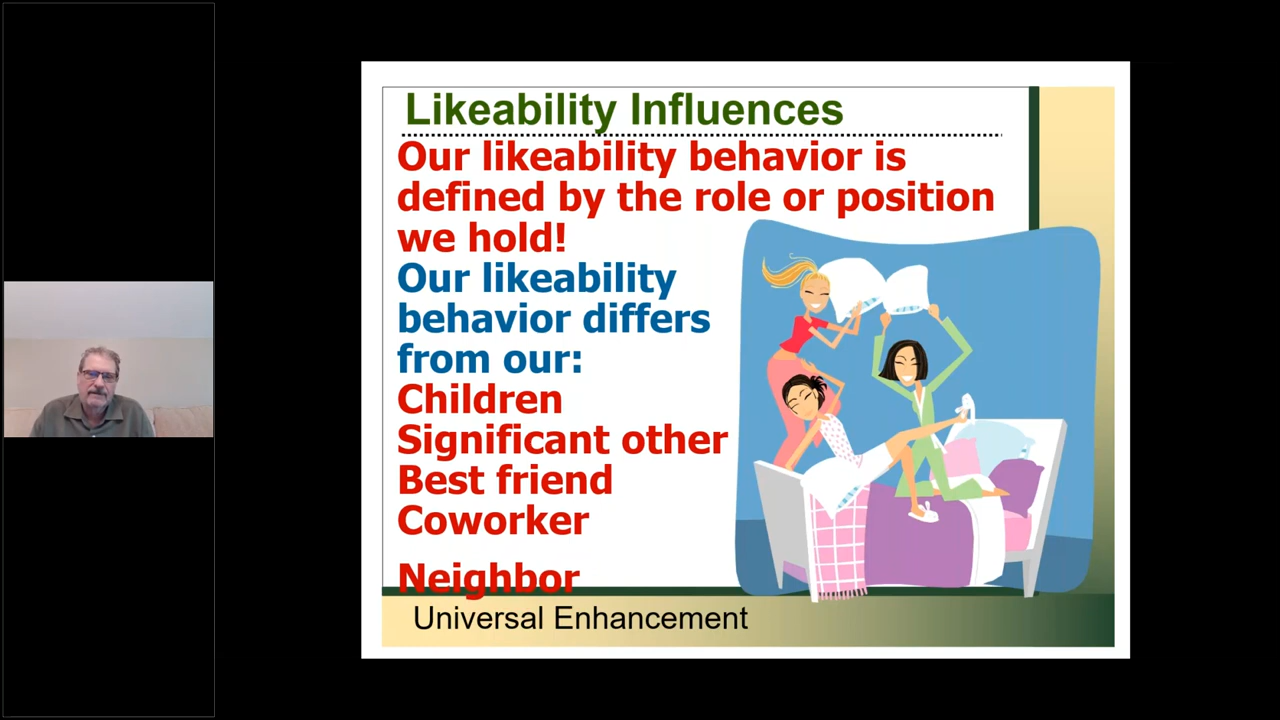 Likeability Influences
Our likeability behavior is
defined by the role or position
we hold!
Our likeability
behavior differs
from our:
Children
Significant other
Best friend
Coworker
Neighbor
Universal Enhancement